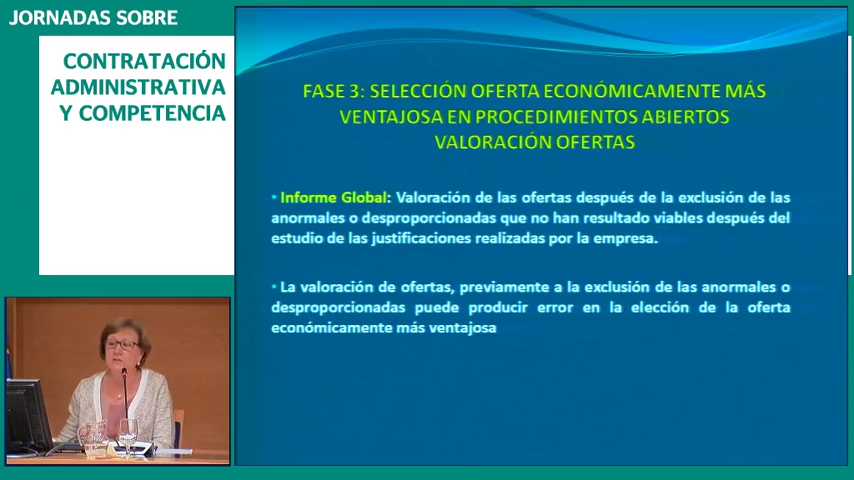 JORNADAS SOBRE
CONTRATACIÓN
ADMINISTRATIVA
Y COMPETENCIA
FASE 3: SELECCIÓN OFERTA ECONÓMICAMENTE MÁS
VENTAJOSA EN PROCEDIMIENTOS ABIERTOS
VALORACIÓN OFERTAS
• Informe Global: Valoración de las ofertas después de la exclusión de las
anormales o desproporcionadas que no han resultado viables después del
estudio de las justificaciones realizadas por la empresa.
• La valoración de ofertas, previamente a la exclusión de las anormales o
desproporcionadas puede producir error en la elección de la oferta
económicamente más ventajosa